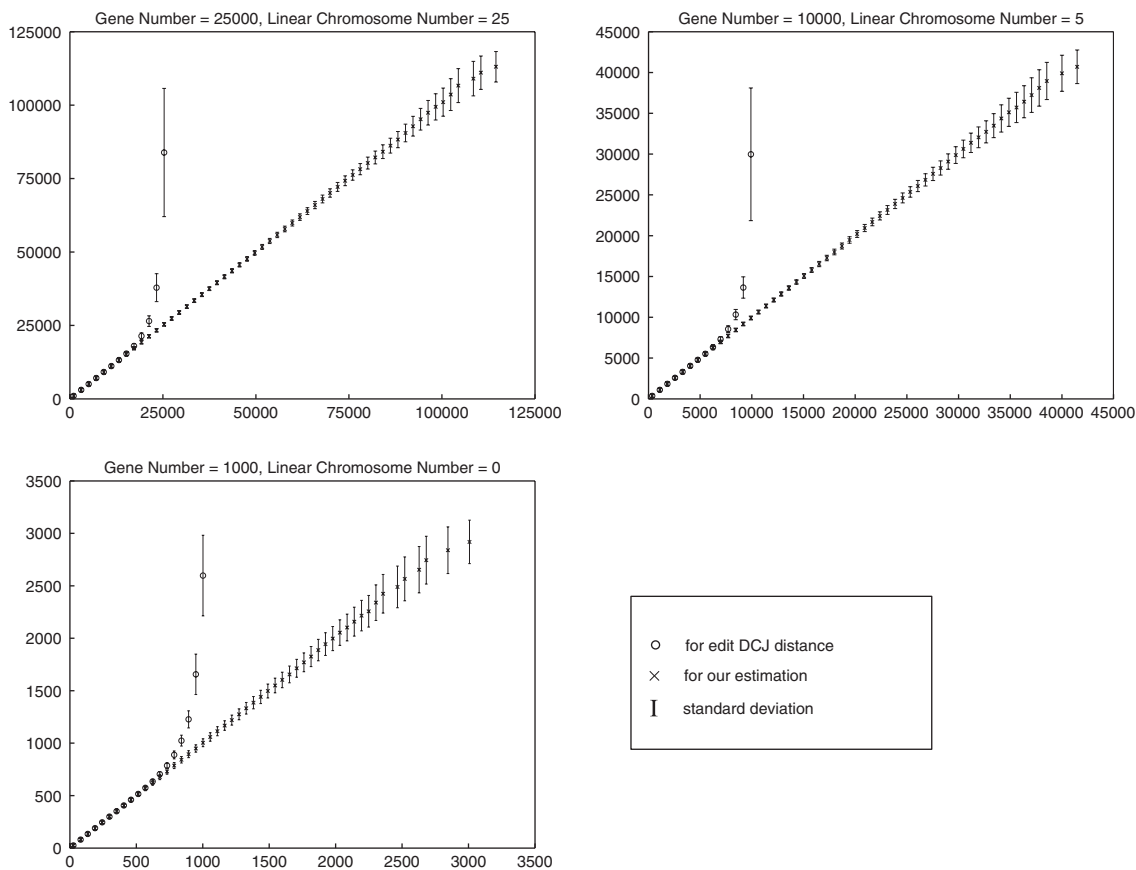 Gene Number = 25000, Linear Chromosome Number = 25
125000
100000
75000
50000
25000
0
0 25000 50000 75000 100000 125000
Gene Number = 10000, Linear Chromosome Number = 5
45000
40000
35000
30000
25000
20000
15000
10000
5000
0
0 5000 10000 15000 20000 25000 30000 35000 40000 45000
Gene Number = 1000, Linear Chromosome Number = 0
3500
3000
2500
2000
1500
1000
500
0
0 500 1000 1500 2000 2500 3000 3500
for edit DCJ distance
for our estimation
standard deviation